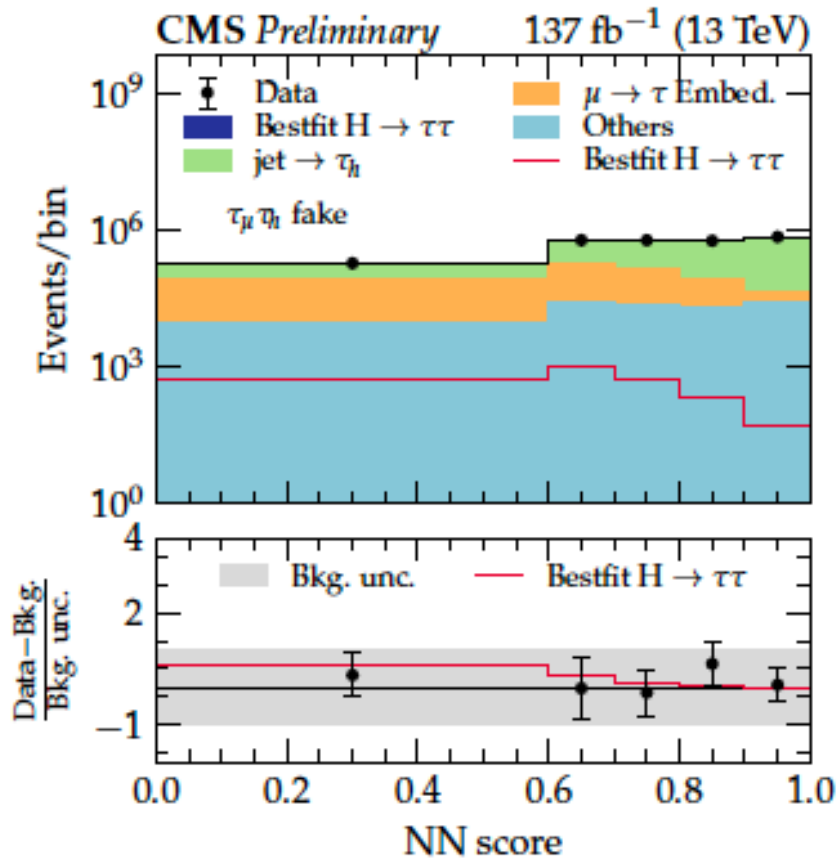 CMS Preliminary 137 fb⁻¹ (13 TeV)
10⁹
Data
μ → τ Embed.
Bestfit H → ττ
Others
jet → τₕ
Bestfit H → ττ
10⁶
τ_μ τₕ fake
Events/bin
10³
10⁰
4
Bkg. unc.
Bestfit H → ττ
2
Data−Bkg.
Bkg. unc.
−1
0.0 0.2 0.4 0.6 0.8 1.0
NN score